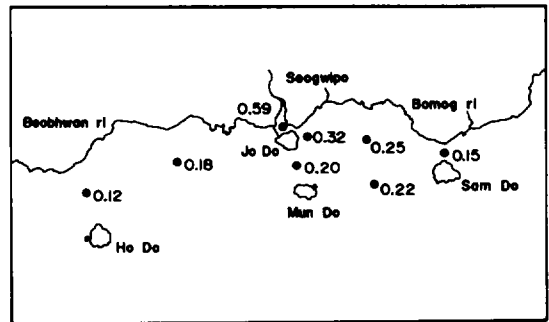 Seogwipo
0.59
Bomog ri
Beobhwan ri
0.32
0.25
Jo Do
0.15
0.18
0.20
0.22
Sam Do
0.12
Mun Do
Ho Do